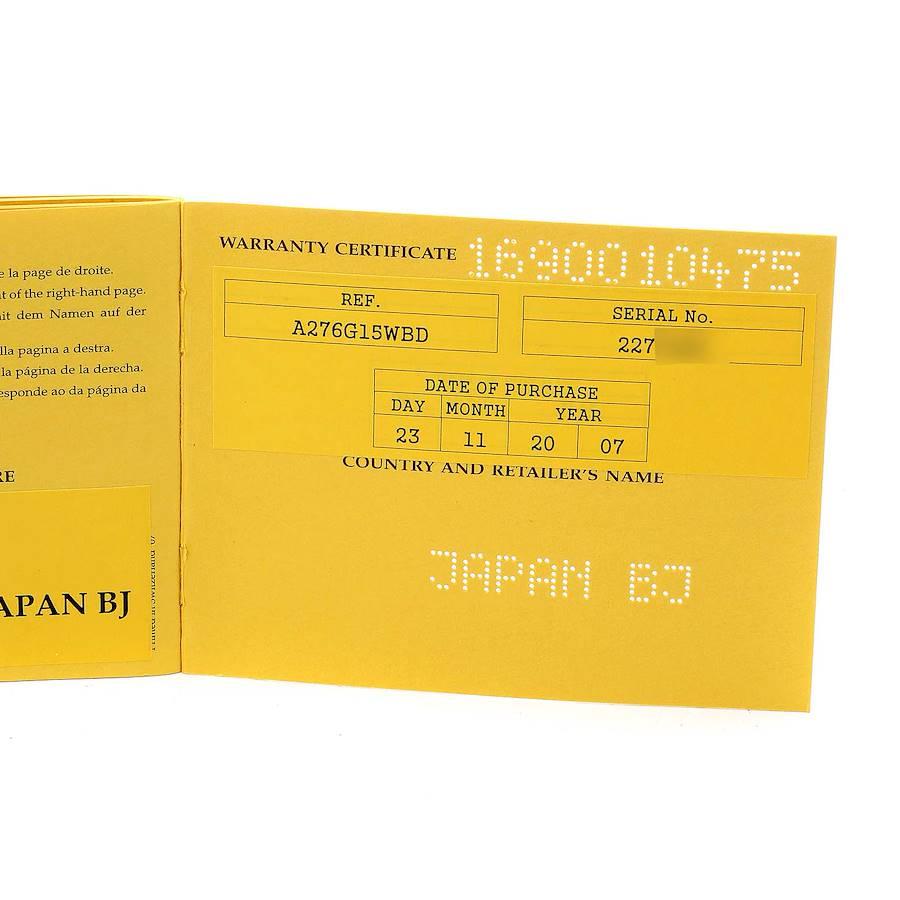 e la page de droite.
t of the right-hand page.
it dem Namen auf der
lla pagina a destra.
la página de la derecha.
esponde ao da página da
RE
APAN BJ
WARRANTY CERTIFICATE 1690010475
REF.
A276G15WBD
SERIAL No.
227
DATE OF PURCHASE
DAY MONTH YEAR
23 11 20 07
COUNTRY AND RETAILER'S NAME
JAPAN BJ